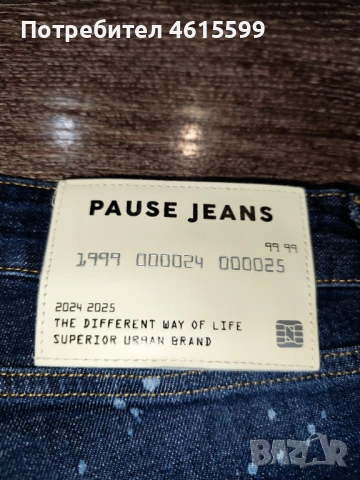 Потребител 4615599
PAUSE JEANS
99 99
1999 000024 000025
2024 2025
THE DIFFERENT WAY OF LIFE
SUPERIOR URBAN BRAND
BAZAR